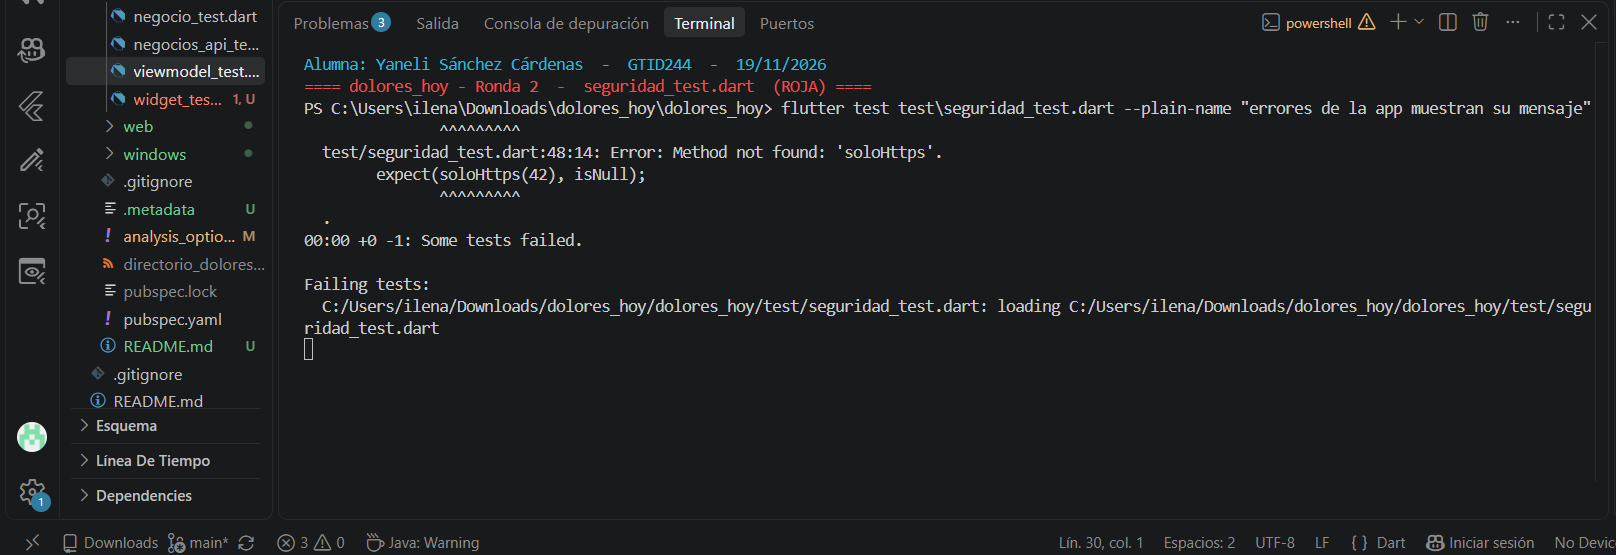 negocio_test.dart
negocios_api_te...
viewmodel_test....
widget_tes... 1, U
web
windows
.gitignore
.metadata U
analysis_optio... M
directorio_dolores...
pubspec.lock
pubspec.yaml
README.md U
.gitignore
README.md
Esquema
Línea De Tiempo
Dependencies
1
Problemas 3 Salida Consola de depuración Terminal Puertos powershell
Alumna: Yaneli Sánchez Cárdenas - GTID244 - 19/11/2026
==== dolores_hoy - Ronda 2 - seguridad_test.dart (ROJA) ====
PS C:\Users\ilena\Downloads\dolores_hoy\dolores_hoy> flutter test test\seguridad_test.dart --plain-name "errores de la app muestran su mensaje"
^^^^^^^^^
test/seguridad_test.dart:48:14: Error: Method not found: 'soloHttps'.
expect(soloHttps(42), isNull);
^^^^^^^^^
.
00:00 +0 -1: Some tests failed.
Failing tests:
C:/Users/ilena/Downloads/dolores_hoy/dolores_hoy/test/seguridad_test.dart: loading C:/Users/ilena/Downloads/dolores_hoy/dolores_hoy/test/segu
ridad_test.dart
Downloads main* 3 0 Java: Warning Lín. 30, col. 1 Espacios: 2 UTF-8 LF { } Dart Iniciar sesión No Devic